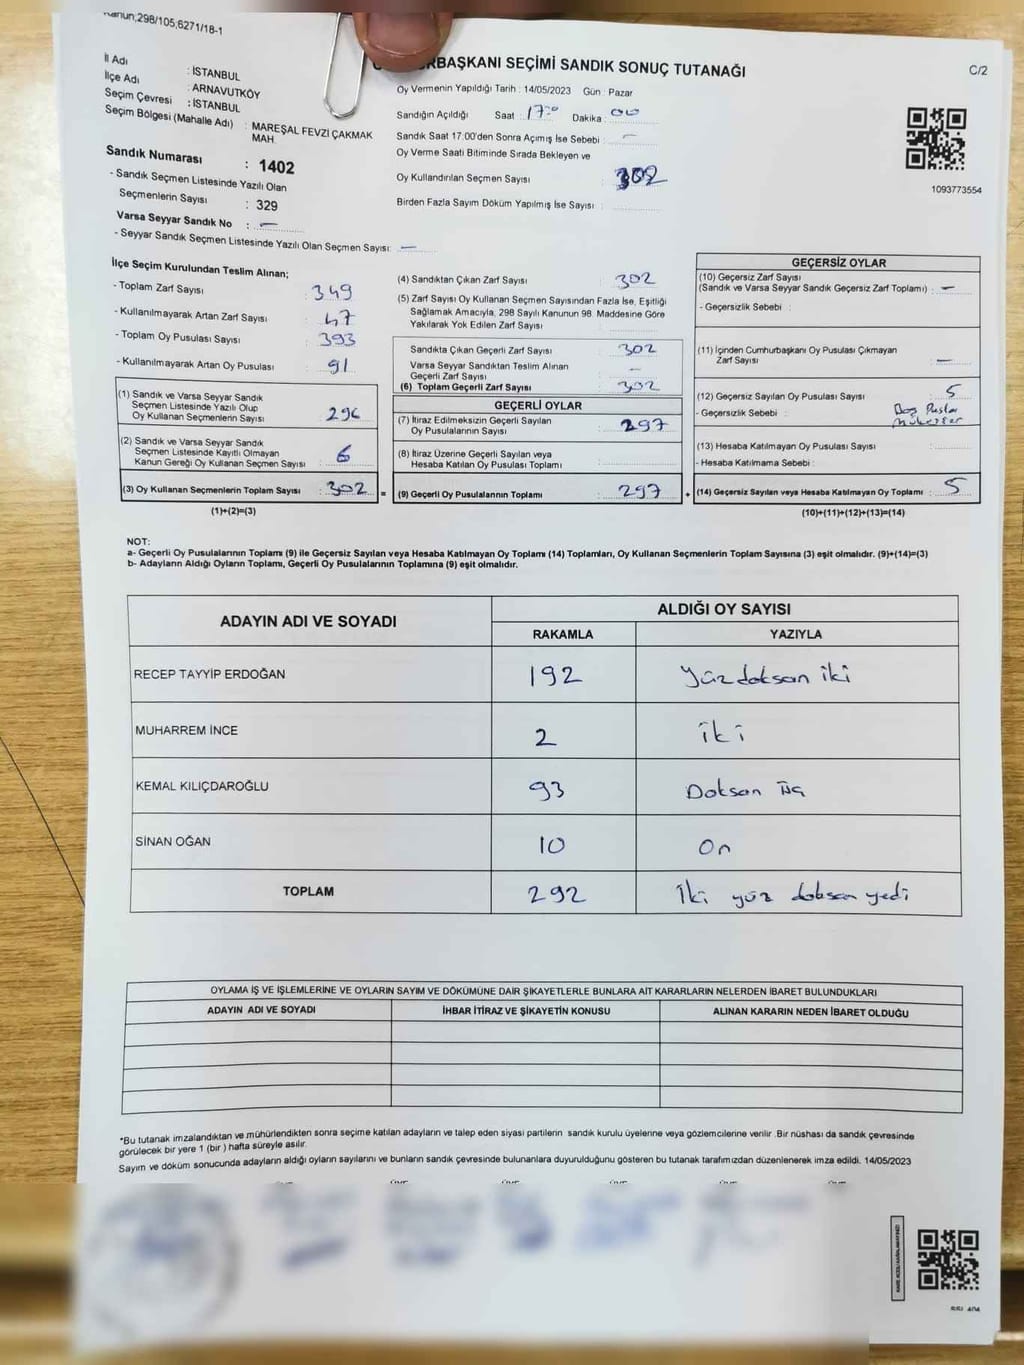 Kanun;298/105,6271/18-1
RBAŞKANI SEÇİMİ SANDIK SONUÇ TUTANAĞI
C/2
İl Adı : İSTANBUL
İlçe Adı : ARNAVUTKÖY
Seçim Çevresi : İSTANBUL
Seçim Bölgesi (Mahalle Adı) : MAREŞAL FEVZİ ÇAKMAK
MAH.
Sandık Numarası : 1402
- Sandık Seçmen Listesinde Yazılı Olan
Seçmenlerin Sayısı : 329
Varsa Seyyar Sandık No : —
- Seyyar Sandık Seçmen Listesinde Yazılı Olan Seçmen Sayısı: —
Oy Vermenin Yapıldığı Tarih : 14/05/2023 Gün : Pazar
Sandığın Açıldığı Saat : 17:00 Dakika : 00
Sandık Saat 17:00'den Sonra Açımış İse Sebebi : —
Oy Verme Saati Bitiminde Sırada Bekleyen ve
Oy Kullandırılan Seçmen Sayısı : 302
Birden Fazla Sayım Döküm Yapılmış İse Sayısı :
1093773554
İlçe Seçim Kurulundan Teslim Alınan;
- Toplam Zarf Sayısı : 349
- Kullanılmayarak Artan Zarf Sayısı : 47
- Toplam Oy Pusulası Sayısı : 393
- Kullanılmayarak Artan Oy Pusulası : 91
(1) Sandık ve Varsa Seyyar Sandık
Seçmen Listesinde Yazılı Olup
Oy Kullanan Seçmenlerin Sayısı : 296
(2) Sandık ve Varsa Seyyar Sandık
Seçmen Listesinde Kayıtlı Olmayan
Kanun Gereği Oy Kullanan Seçmen Sayısı : 6
(3) Oy Kullanan Seçmenlerin Toplam Sayısı : 302
(1)+(2)=(3)
(4) Sandıktan Çıkan Zarf Sayısı : 302
(5) Zarf Sayısı Oy Kullanan Seçmen Sayısından Fazla İse, Eşitliği
Sağlamak Amacıyla, 298 Sayılı Kanunun 98. Maddesine Göre
Yakılarak Yok Edilen Zarf Sayısı :
Sandıkta Çıkan Geçerli Zarf Sayısı : 302
Varsa Seyyar Sandıktan Teslim Alınan
Geçerli Zarf Sayısı : —
(6) Toplam Geçerli Zarf Sayısı : 302
GEÇERLİ OYLAR
(7) İtiraz Edilmeksizin Geçerli Sayılan
Oy Pusulalarının Sayısı : 297
(8) İtiraz Üzerine Geçerli Sayılan veya
Hesaba Katılan Oy Pusulası Toplamı :
= (9) Geçerli Oy Pusulalarının Toplamı : 297
GEÇERSİZ OYLAR
(10) Geçersiz Zarf Sayısı
(Sandık ve Varsa Seyyar Sandık Geçersiz Zarf Toplamı) : —
- Geçersizlik Sebebi :
(11) İçinden Cumhurbaşkanı Oy Pusulası Çıkmayan
Zarf Sayısı : —
(12) Geçersiz Sayılan Oy Pusulası Sayısı : 5
- Geçersizlik Sebebi :
(13) Hesaba Katılmayan Oy Pusulası Sayısı :
- Hesaba Katılmama Sebebi :
+ (14) Geçersiz Sayılan veya Hesaba Katılmayan Oy Toplamı : 5
(10)+(11)+(12)+(13)=(14)
NOT:
a- Geçerli Oy Pusulalarının Toplamı (9) ile Geçersiz Sayılan veya Hesaba Katılmayan Oy Toplamı (14) Toplamları, Oy Kullanan Seçmenlerin Toplam Sayısına (3) eşit olmalıdır. (9)+(14)=(3)
b- Adayların Aldığı Oyların Toplamı, Geçerli Oy Pusulalarının Toplamına (9) eşit olmalıdır.
ADAYIN ADI VE SOYADI ALDIĞI OY SAYISI
RAKAMLA YAZIYLA
RECEP TAYYİP ERDOĞAN 192 Yüzdoksan iki
MUHARREM İNCE 2 iki
KEMAL KILIÇDAROĞLU 93 Doksan üç
SİNAN OĞAN 10 On
TOPLAM 292 İki yüz doksan yedi
OYLAMA İŞ VE İŞLEMLERİNE VE OYLARIN SAYIM VE DÖKÜMÜNE DAİR ŞİKAYETLERLE BUNLARA AİT KARARLARIN NELERDEN İBARET BULUNDUKLARI
ADAYIN ADI VE SOYADI İHBAR İTİRAZ VE ŞİKAYETİN KONUSU ALINAN KARARIN NEDEN İBARET OLDUĞU
*Bu tutanak imzalandıktan ve mühürlendikten sonra seçime katılan adayların ve talep eden siyasi partilerin sandık kurulu üyelerine veya gözlemcilerine verilir .Bir nüshası da sandık çevresinde
görülecek bir yere 1 (bir ) hafta süreyle asılır.
Sayım ve döküm sonucunda adayların aldığı oyların sayılarını ve bunların sandık çevresinde bulunanlara duyurulduğunu gösteren bu tutanak tarafımızdan düzenlenerek imza edildi. 14/05/2023